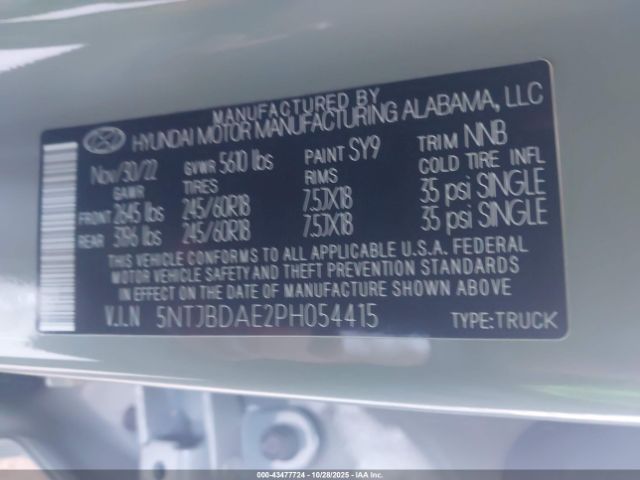 MANUFACTURED BY
HYUNDAI MOTOR MANUFACTURING ALABAMA, LLC
Nov/30/22 GVWR 5610 lbs PAINT SY9 TRIM NNB
GAWR TIRES RIMS COLD TIRE INFL
FRONT 2645 lbs 245/60R18 7.5JX18 35 psi SINGLE
REAR 3196 lbs 245/60R18 7.5JX18 35 psi SINGLE
THIS VEHICLE CONFORMS TO ALL APPLICABLE U.S.A. FEDERAL
MOTOR VEHICLE SAFETY AND THEFT PREVENTION STANDARDS
IN EFFECT ON THE DATE OF MANUFACTURE SHOWN ABOVE.
V.I.N 5NTJBDAE2PH054415 TYPE:TRUCK
000-43477724 - 10/28/2025 - IAA Inc.